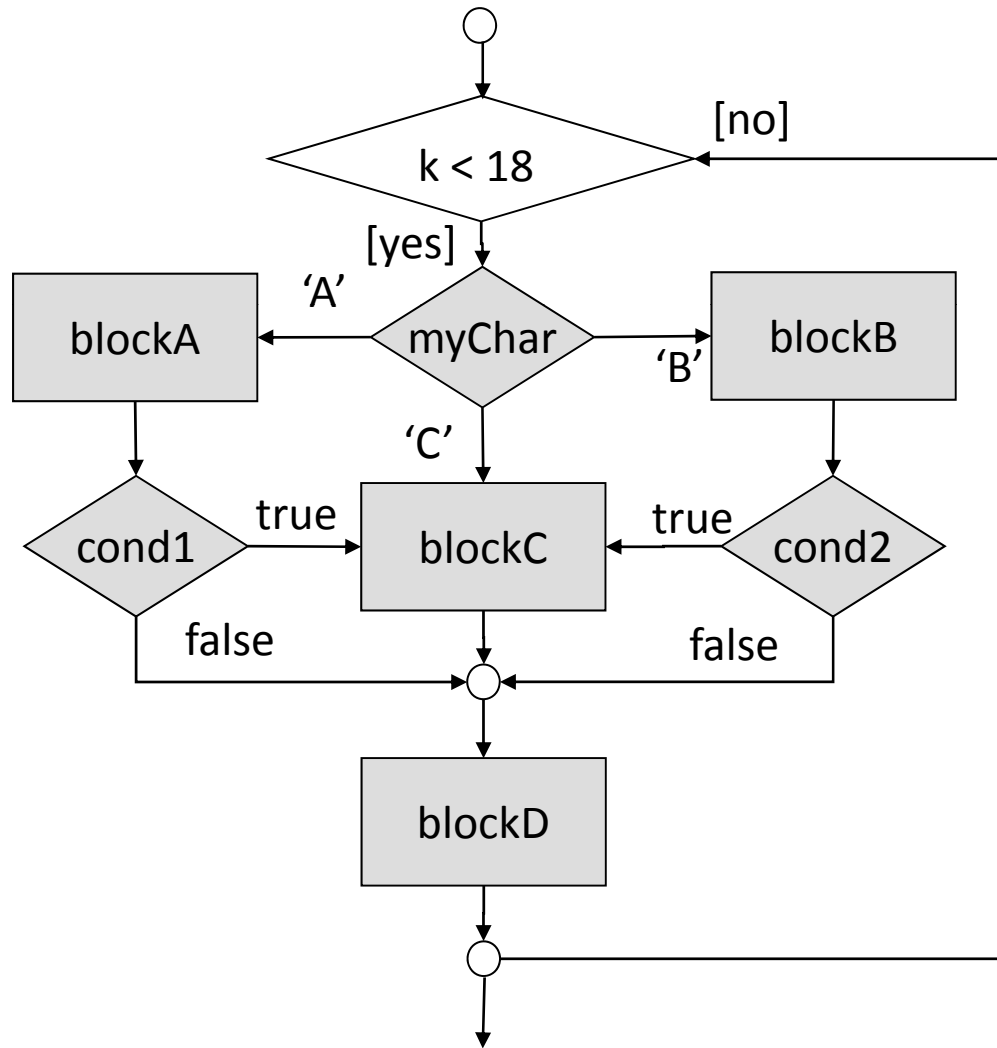 k < 18
[no]
[yes]
‘A’
blockA
myChar
‘B’
blockB
‘C’
cond1
true
blockC
true
cond2
false
false
blockD